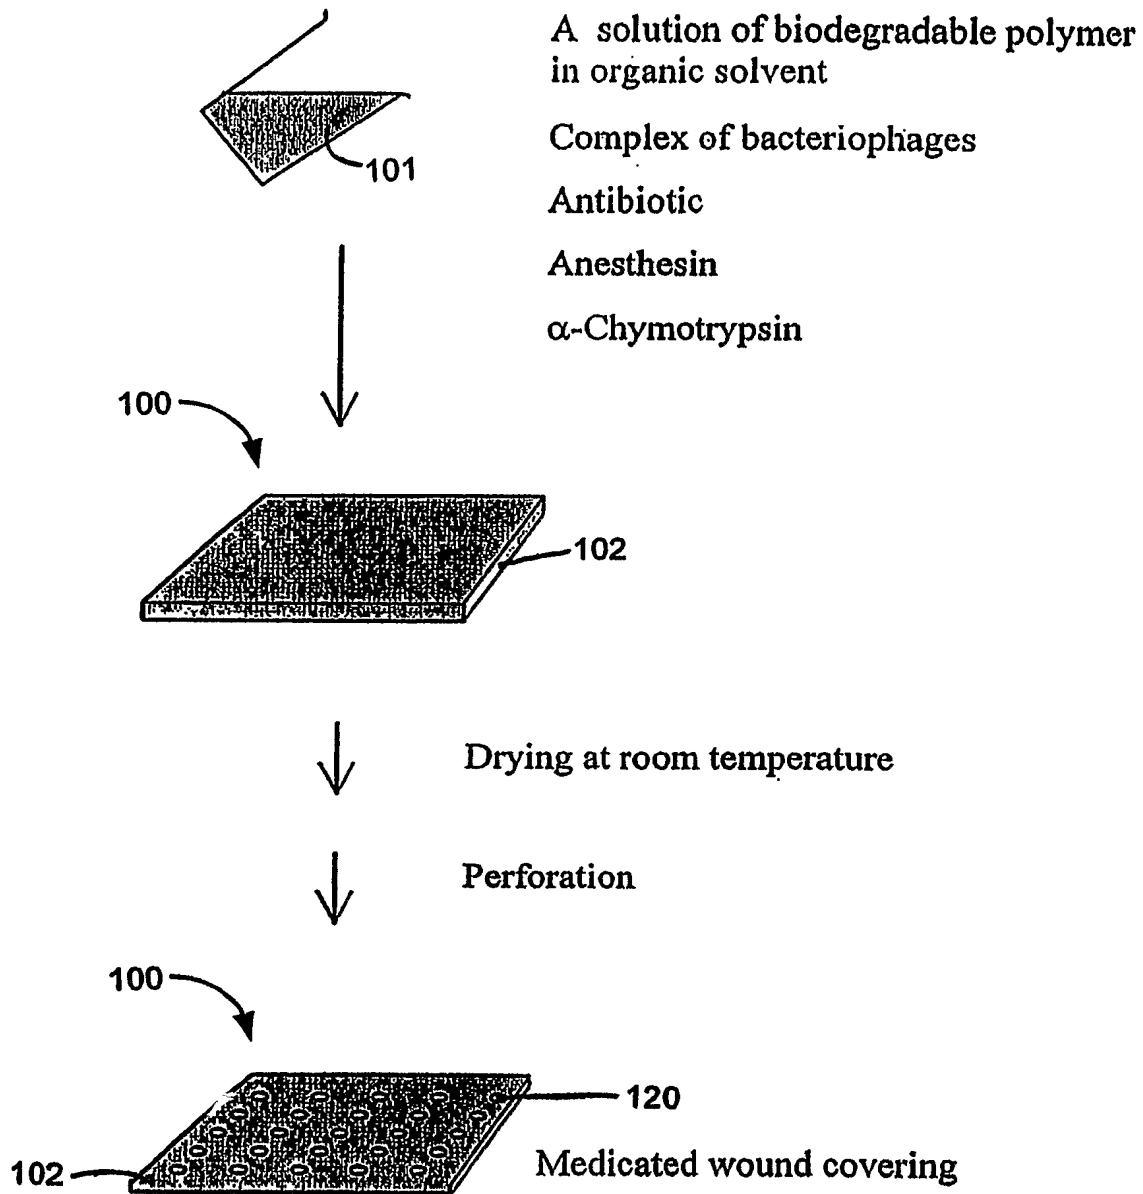 A solution of biodegradable polymer
in organic solvent
Complex of bacteriophages
101
Antibiotic
Anesthesin
α-Chymotrypsin
100
102
Drying at room temperature
Perforation
100
120
Medicated wound covering
102